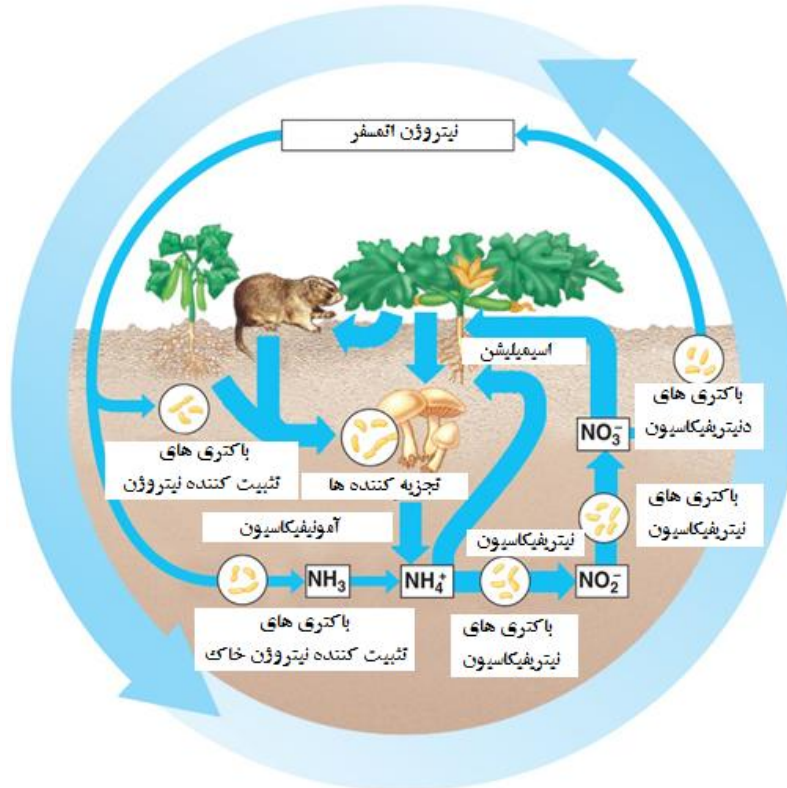 نیتروژن اتمسفر
اسیمیلیشن
باکتری های
دنیتریفیکاسیون
NO₃⁻
باکتری های
تثبیت کننده نیتروژن
تجزیه کننده ها
باکتری های
نیتریفیکاسیون
آمونیفیکاسیون
نیتریفیکاسیون
NH₃
NH₄⁺
NO₂⁻
باکتری های
تثبیت کننده نیتروژن خاک
باکتری های
نیتریفیکاسیون